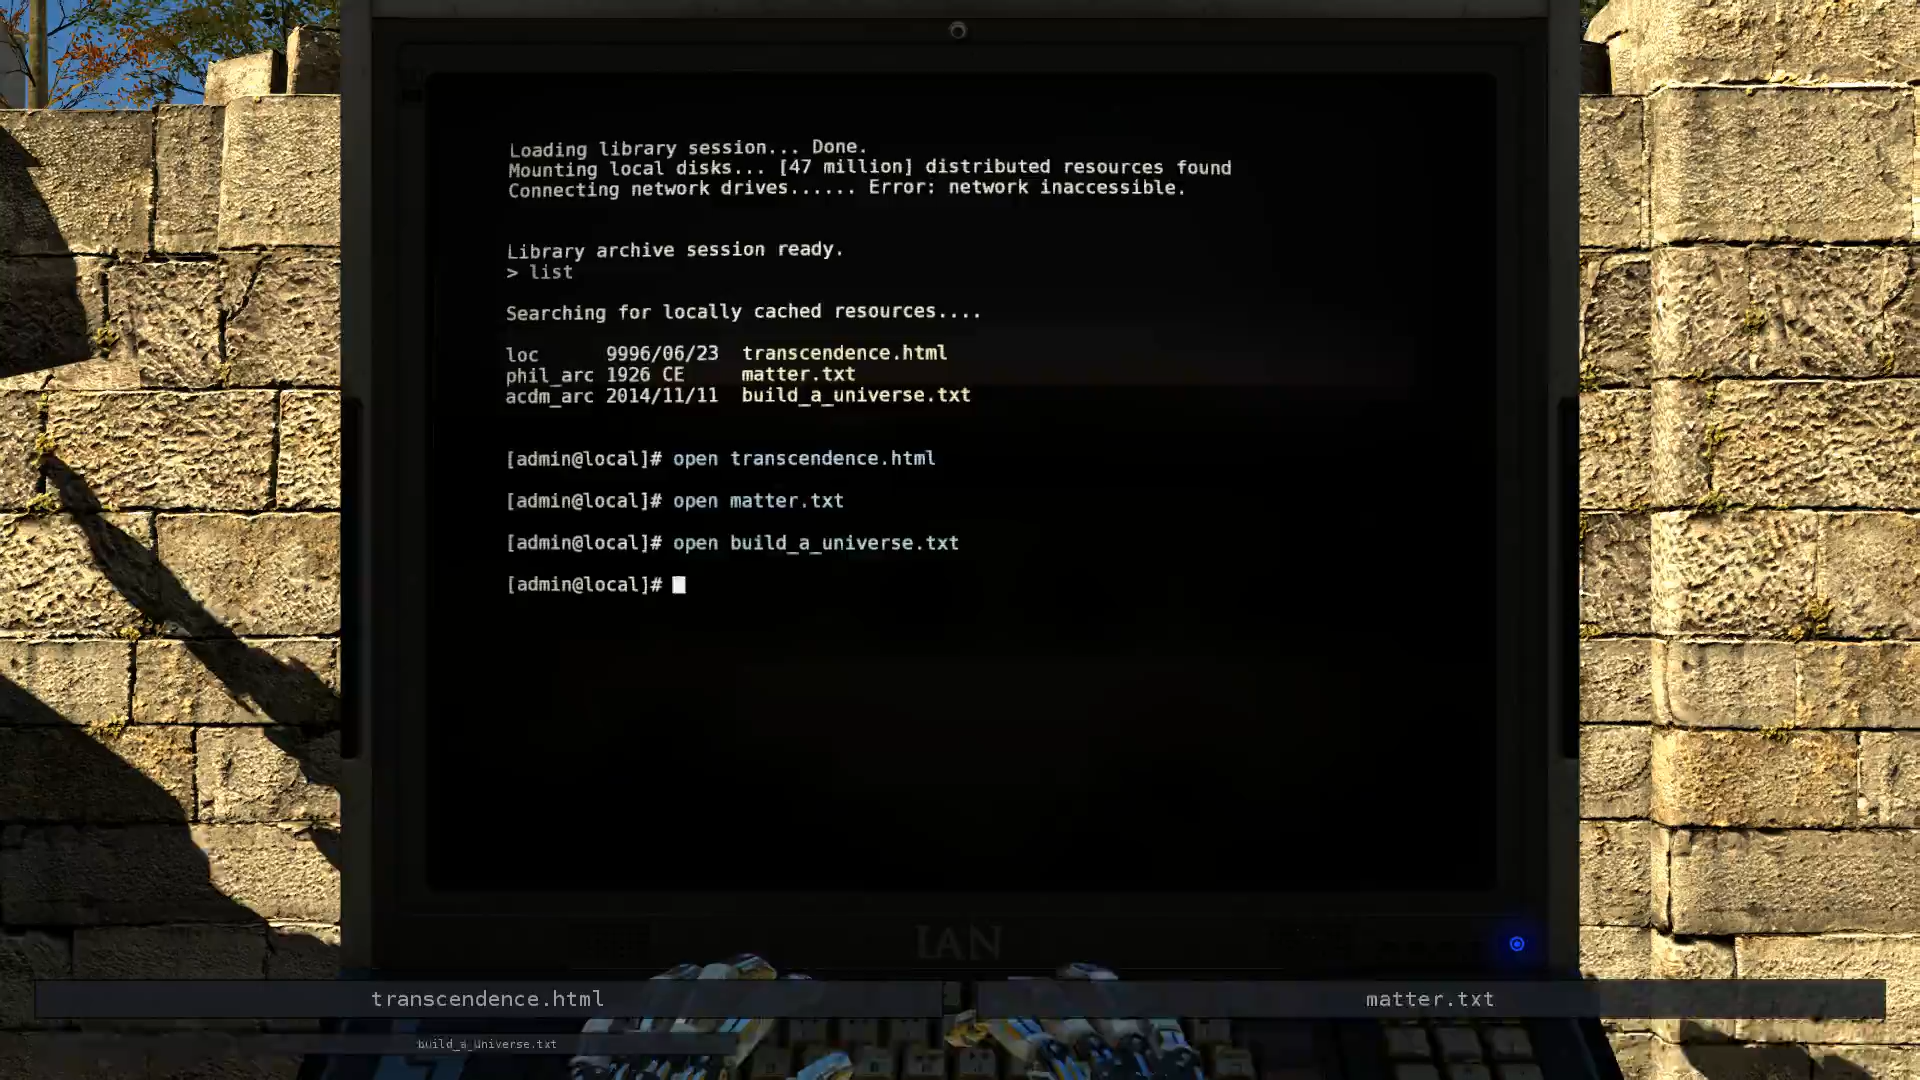 Loading library session... Done.
Mounting local disks... [47 million] distributed resources found
Connecting network drives...... Error: network inaccessible.
Library archive session ready.
> list
Searching for locally cached resources....
loc 9996/06/23 transcendence.html
phil_arc 1926 CE matter.txt
acdm_arc 2014/11/11 build_a_universe.txt
[admin@local]# open transcendence.html
[admin@local]# open matter.txt
[admin@local]# open build_a_universe.txt
[admin@local]#
IAN
transcendence.html matter.txt
build_a_universe.txt